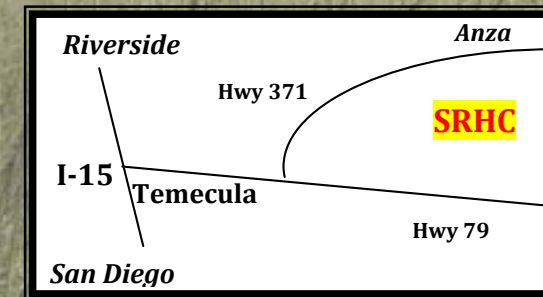 Riverside
Anza
Hwy 371
SRHC
I-15
Temecula
Hwy 79
San Diego